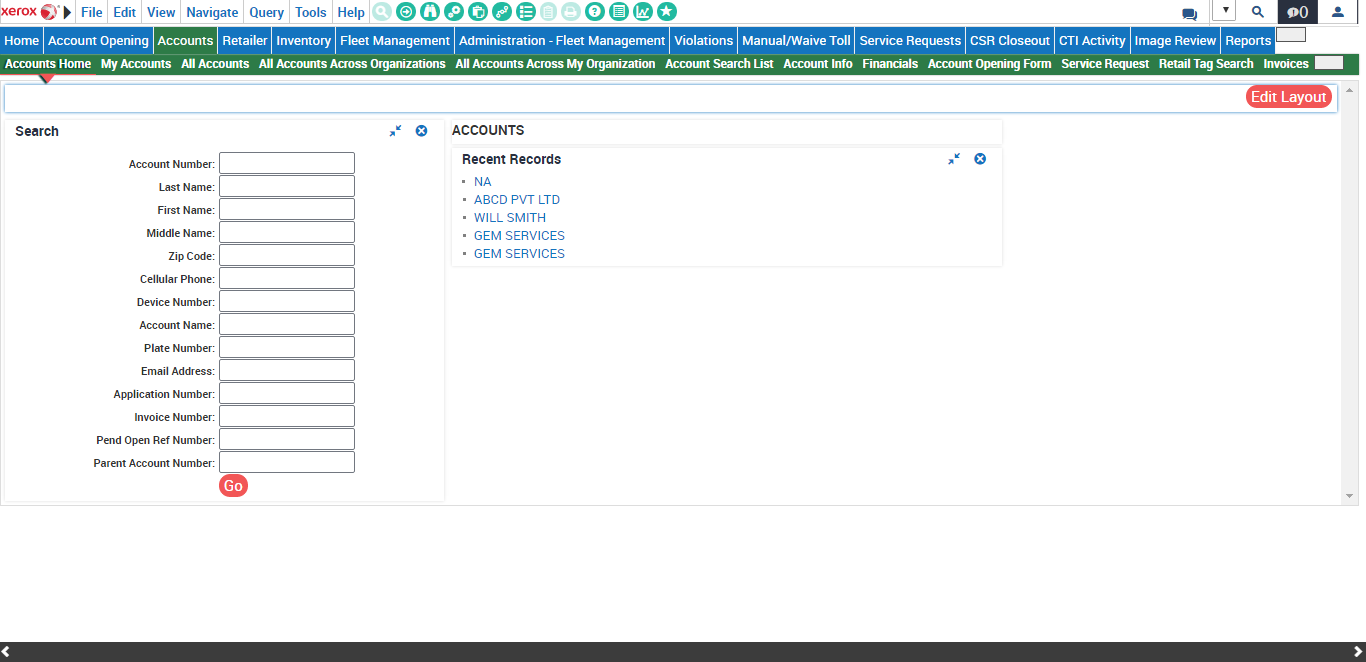 xerox File Edit View Navigate Query Tools Help 0
Home Account Opening Accounts Retailer Inventory Fleet Management Administration - Fleet Management Violations Manual/Waive Toll Service Requests CSR Closeout CTI Activity Image Review Reports
Accounts Home My Accounts All Accounts All Accounts Across Organizations All Accounts Across My Organization Account Search List Account Info Financials Account Opening Form Service Request Retail Tag Search Invoices
Edit Layout
Search
Account Number:
Last Name:
First Name:
Middle Name:
Zip Code:
Cellular Phone:
Device Number:
Account Name:
Plate Number:
Email Address:
Application Number:
Invoice Number:
Pend Open Ref Number:
Parent Account Number:
Go
ACCOUNTS
Recent Records
NA
ABCD PVT LTD
WILL SMITH
GEM SERVICES
GEM SERVICES